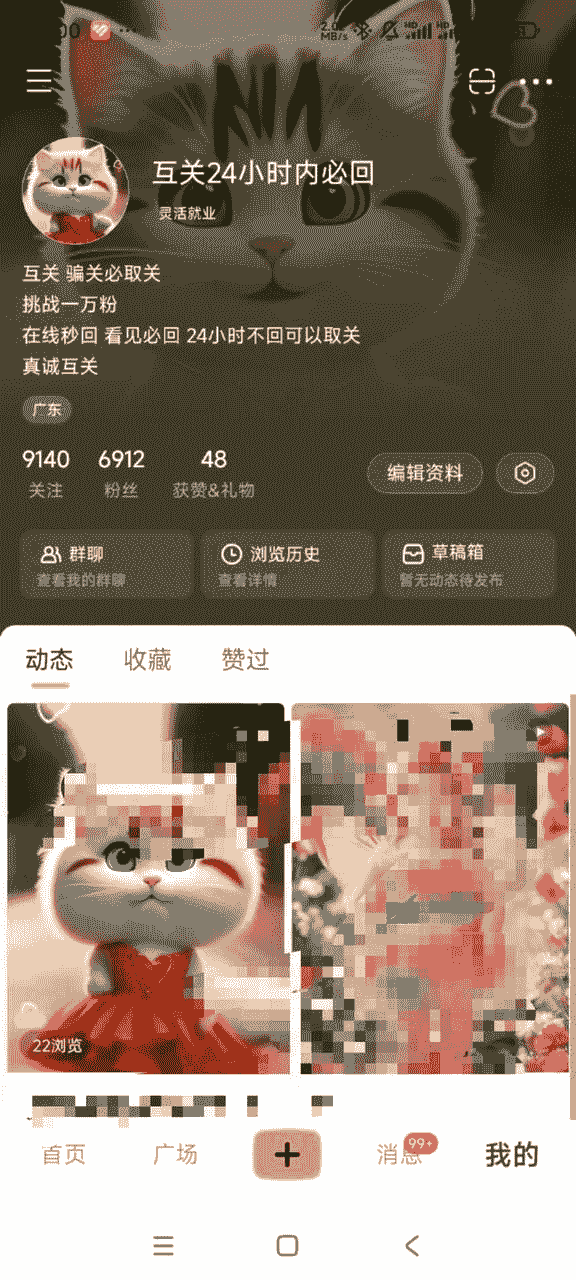 2.0
MB/s
HD
HD
互关24小时内必回
灵活就业
互关 骗关必取关
挑战一万粉
在线秒回 看见必回 24小时不回可以取关
真诚互关
广东
9140 6912 48
关注 粉丝 获赞&礼物
编辑资料
群聊 浏览历史 草稿箱
查看我的群聊 查看详情 暂无动态待发布
动态 收藏 赞过
22浏览
首页 广场 消息 99+ 我的